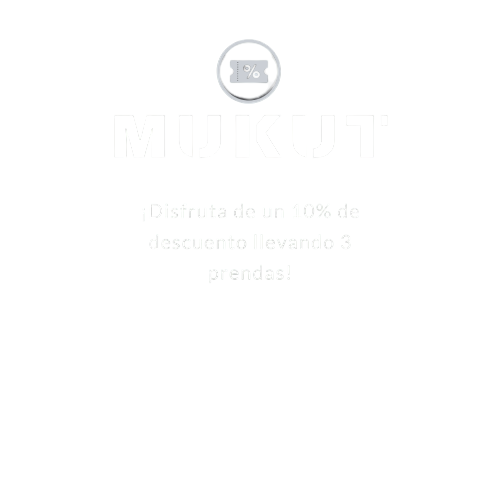 %
MUKUT
¡Disfruta de un 10% de
descuento llevando 3
prendas!